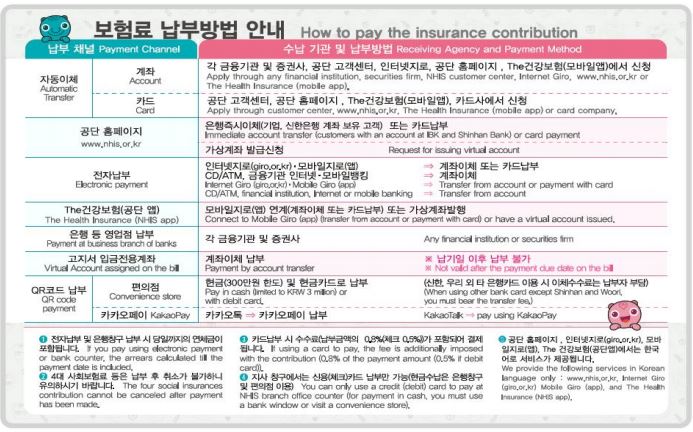 보험료 납부방법 안내 How to pay the insurance contribution
납부 채널 Payment Channel
수납 기관 및 납부방법 Receiving Agency and Payment Method
자동이체
Automatic
Transfer
계좌
Account
각 금융기관 및 증권사, 공단 고객센터, 인터넷지로, 공단 홈페이지 , The건강보험(모바일앱)에서 신청
Apply through any financial institution, securities firm, NHIS customer center, Internet Giro, www.nhis.or.kr or
The Health Insurance (mobile app).
카드
Card
공단 고객센터, 공단 홈페이지 , The건강보험(모바일앱), 카드사에서 신청
Apply through customer center, www.nhis.or.kr, The Health Insurance (mobile app) or card company.
공단 홈페이지
www.nhis.or.kr
은행즉시이체(기업, 신한은행 계좌 보유 고객) 또는 카드납부
Immediate account transfer (customers with an account at IBK and Shinhan Bank) or card payment
가상계좌 발급신청 Request for issuing virtual account
전자납부
Electronic payment
인터넷지로(giro.or.kr)・모바일지로(앱) ⇒ 계좌이체 또는 카드납부
CD/ATM, 금융기관 인터넷・모바일뱅킹 ⇒ 계좌이체
Internet Giro (giro.or.kr)・Mobile Giro (app) ⇒ Transfer from account or payment with card
CD/ATM, financial institution, Internet or mobile banking ⇒ Transfer from account
The건강보험(공단 앱)
The Health Insurance (NHIS app)
모바일지로(앱) 연계(계좌이체 또는 카드납부) 또는 가상계좌발행
Connect to Mobile Giro (app) (transfer from account or payment with card) or have a virtual account issued.
은행 등 영업점 납부
Payment at business branch of banks
각 금융기관 및 증권사 Any financial institution or securities firm
고지서 입금전용계좌
Virtual Account assigned on the bill
계좌이체 납부 ※ 납기일 이후 납부 불가
Payment by account transfer ※ Not valid after the payment due date on the bill
QR코드 납부
QR code
payment
편의점
Convenience store
현금(300만원 한도) 및 현금카드로 납부
Pay in cash (limited to KRW 3 million) or
with debit card.
(신한, 우리 외 타 은행카드 이용 시 이체수수료는 납부자 부담)
(When using other bank card except Shinhan and Woori,
you must bear the transfer fee.)
카카오페이 KakaoPay
카카오톡 ⇒ 카카오페이 납부 KakaoTalk ⇒ pay using KakaoPay
❶ 전자납부 및 은행창구 납부 시 당일까지의 연체금이
포함됩니다. If you pay using electronic payment
or bank counter, the arrears calculated till the
payment date is included.
❷ 4대 사회보험료 등은 납부 후 취소가 불가하니
유의하시기 바랍니다. The four social insurances
contribution cannot be canceled after payment
has been made.
❸ 카드납부 시 수수료(납부금액의 0.8%(체크 0.5%))가 포함되어 결제
됩니다. If using a card to pay, the fee is additionally imposed
with the contribution (0.8% of the payment amount (0.5% if debit
card)).
❹ 지사 창구에서는 신용(체크)카드 납부만 가능(현금수납은 은행창구
및 편의점 이용) You can only use a credit (debit) card to pay at
NHIS branch office counter (for payment in cash, you must use
a bank window or visit a convenience store).
❺ 공단 홈페이지 , 인터넷지로(giro.or.kr), 모바
일지로(앱), The 건강보험(공단앱)에서는 한국
어로 서비스가 제공됩니다.
We provide the following services in Korean
language only : www.nhis.or.kr, Internet Giro
(giro.or.kr) Mobile Giro (app), and The Health
Insurance (NHIS app).